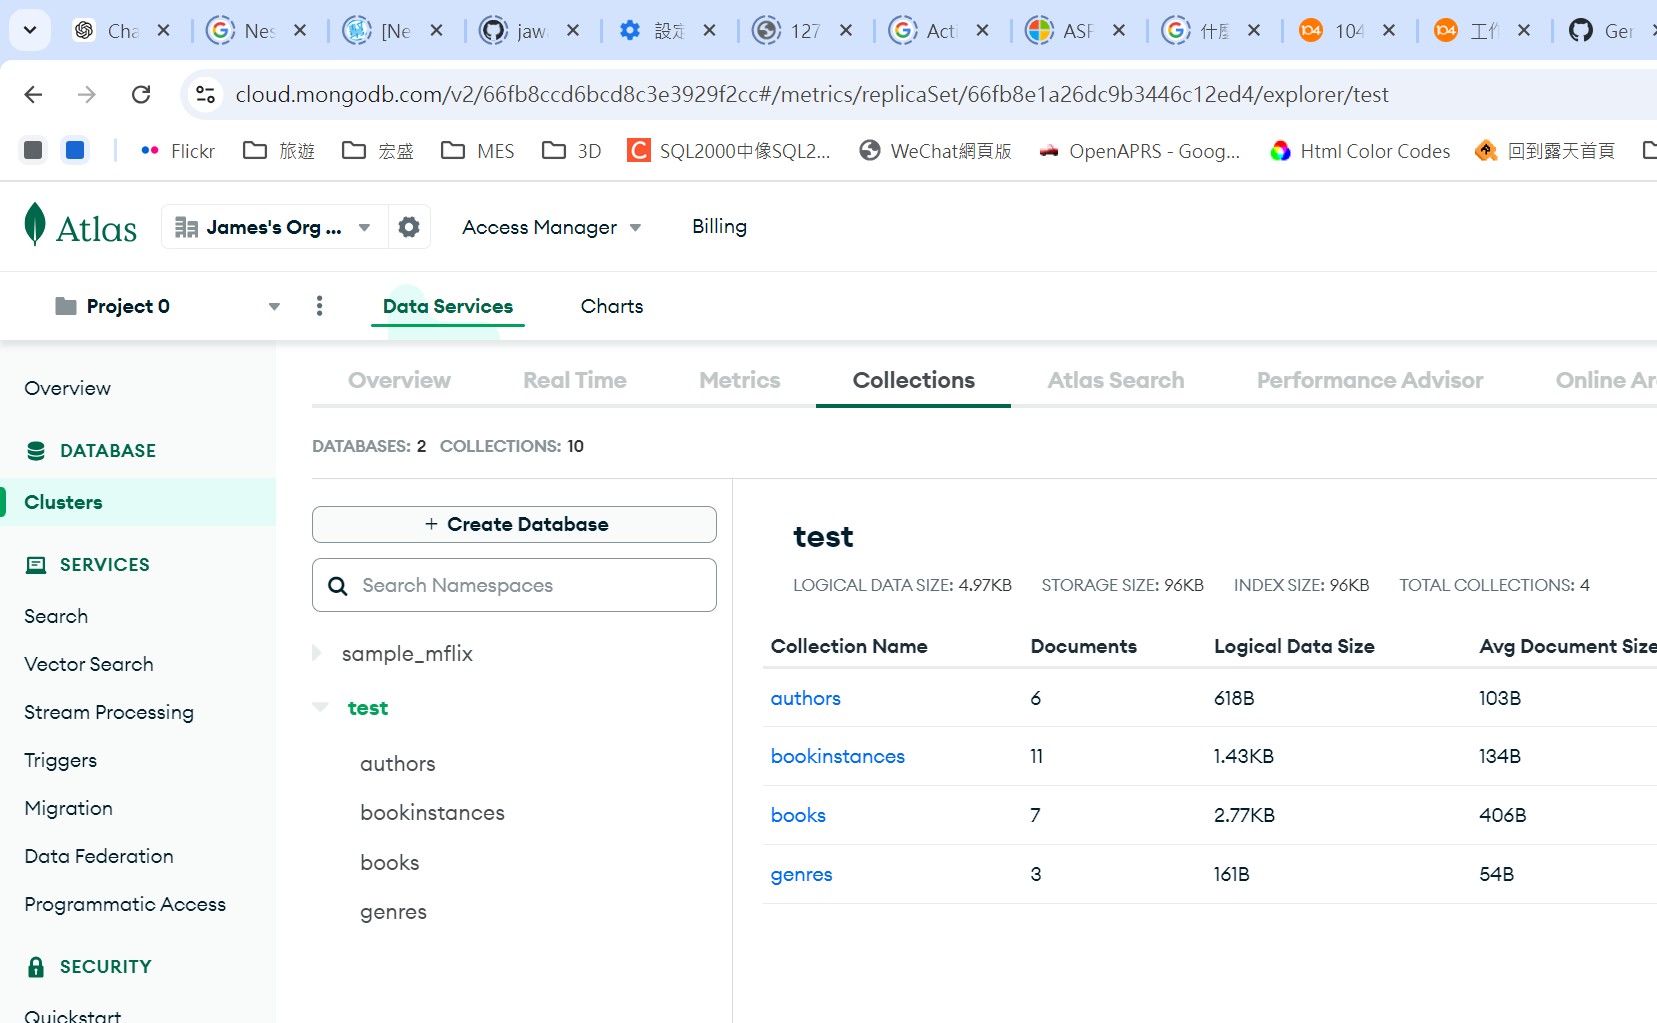 Cha
Nes
[Ne
jaw
設定
127
Acti
ASP
什麼
104
工作
Ger
cloud.mongodb.com/v2/66fb8ccd6bcd8c3e3929f2cc#/metrics/replicaSet/66fb8e1a26dc9b3446c12ed4/explorer/test
Flickr 旅遊 宏盛 MES 3D SQL2000中像SQL2... WeChat網頁版 OpenAPRS - Goog... Html Color Codes 回到露天首頁
Atlas James's Org ... Access Manager Billing
Project 0 Data Services Charts
Overview
DATABASE
Clusters
SERVICES
Search
Vector Search
Stream Processing
Triggers
Migration
Data Federation
Programmatic Access
SECURITY
Quickstart
Overview Real Time Metrics Collections Atlas Search Performance Advisor Online Ar
DATABASES: 2 COLLECTIONS: 10
+ Create Database
Search Namespaces
sample_mflix
test
authors
bookinstances
books
genres
test
LOGICAL DATA SIZE: 4.97KB STORAGE SIZE: 96KB INDEX SIZE: 96KB TOTAL COLLECTIONS: 4
Collection Name Documents Logical Data Size Avg Document Size
authors 6 618B 103B
bookinstances 11 1.43KB 134B
books 7 2.77KB 406B
genres 3 161B 54B